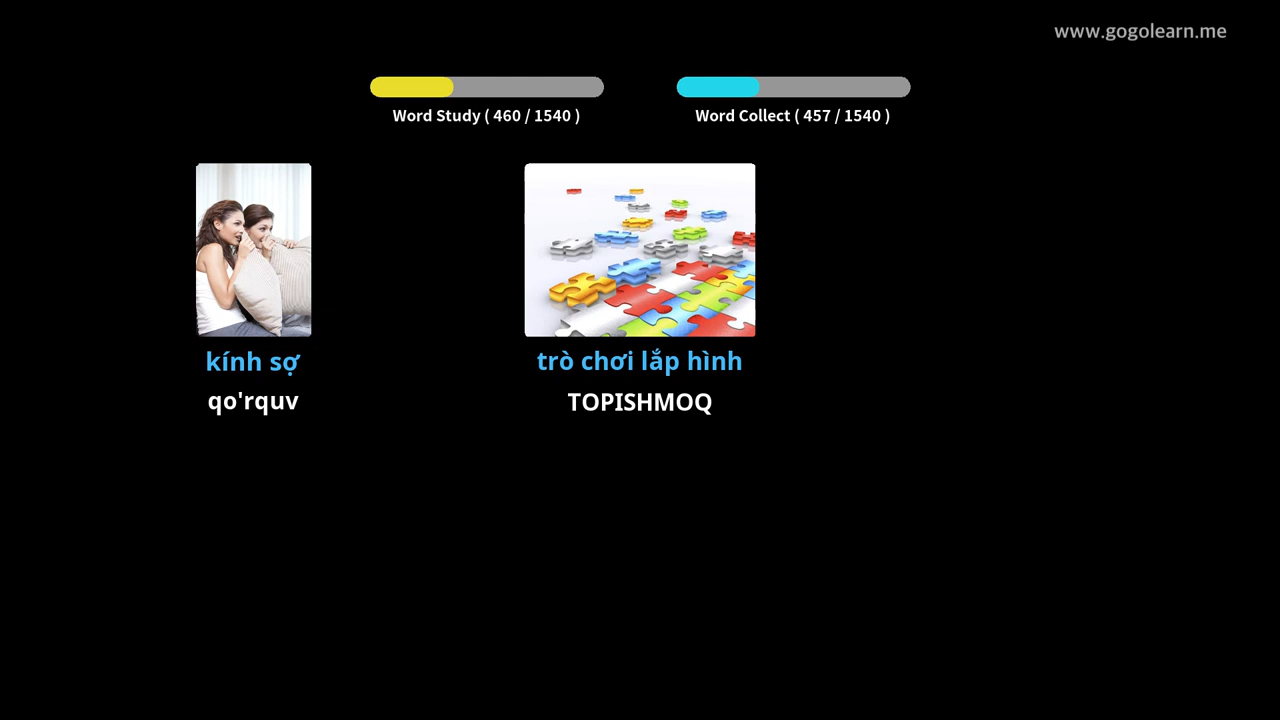 www.gogolearn.me
Word Study ( 460 / 1540 )
Word Collect ( 457 / 1540 )
kính sợ
qo'rquv
trò chơi lắp hình
TOPISHMOQ